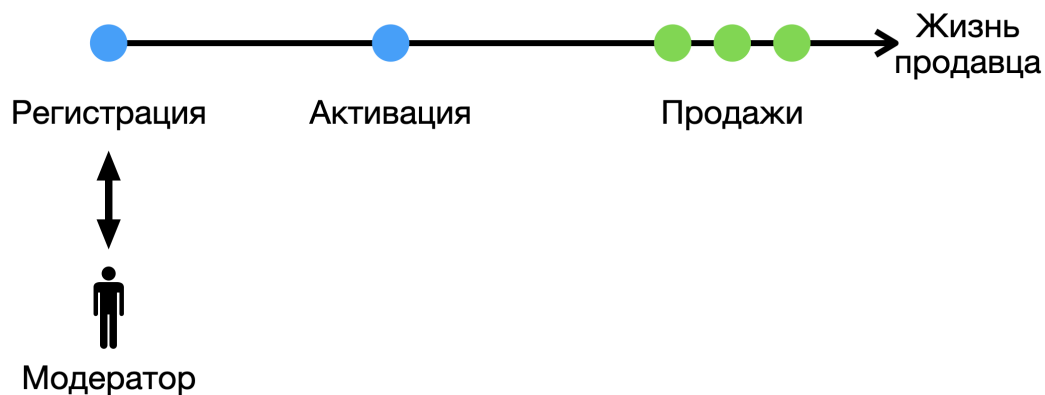 Жизнь
продавца
Регистрация
Активация
Продажи
Модератор